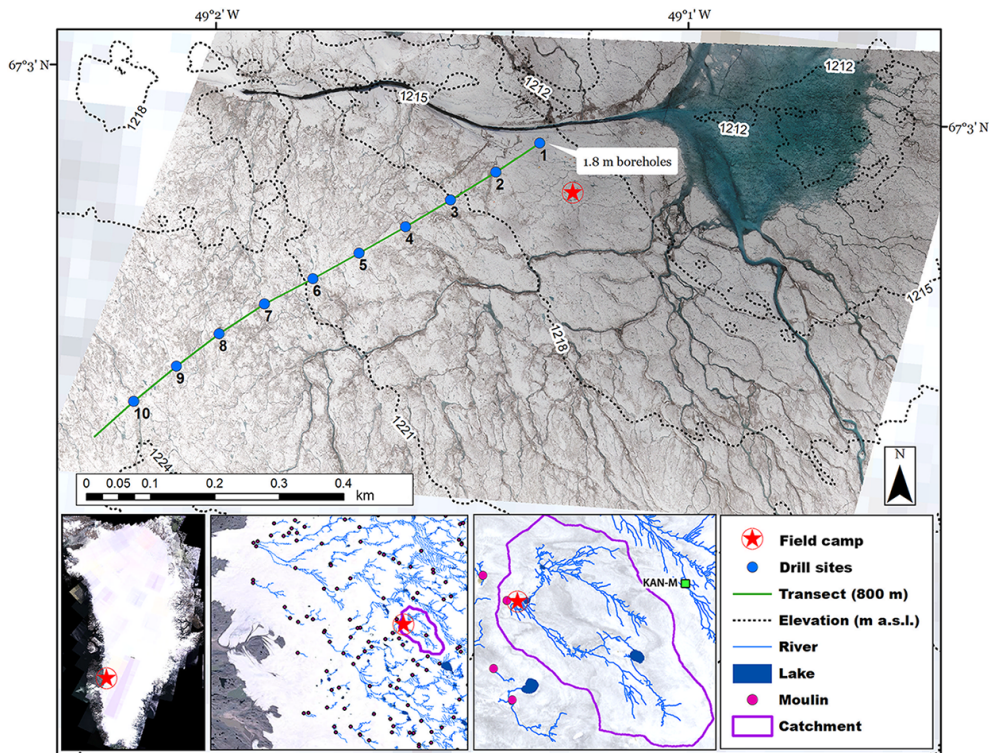 49°2' W
49°1' W
67°3' N
67°3' N
1218
1215
1212
1212
1212
1
1.8 m boreholes
2
3
4
5
6
7
8
9
10
1215
1218
1221
1224
N
0 0.05 0.1 0.2 0.3 0.4
km
KAN-M
Field camp
Drill sites
Transect (800 m)
Elevation (m a.s.l.)
River
Lake
Moulin
Catchment